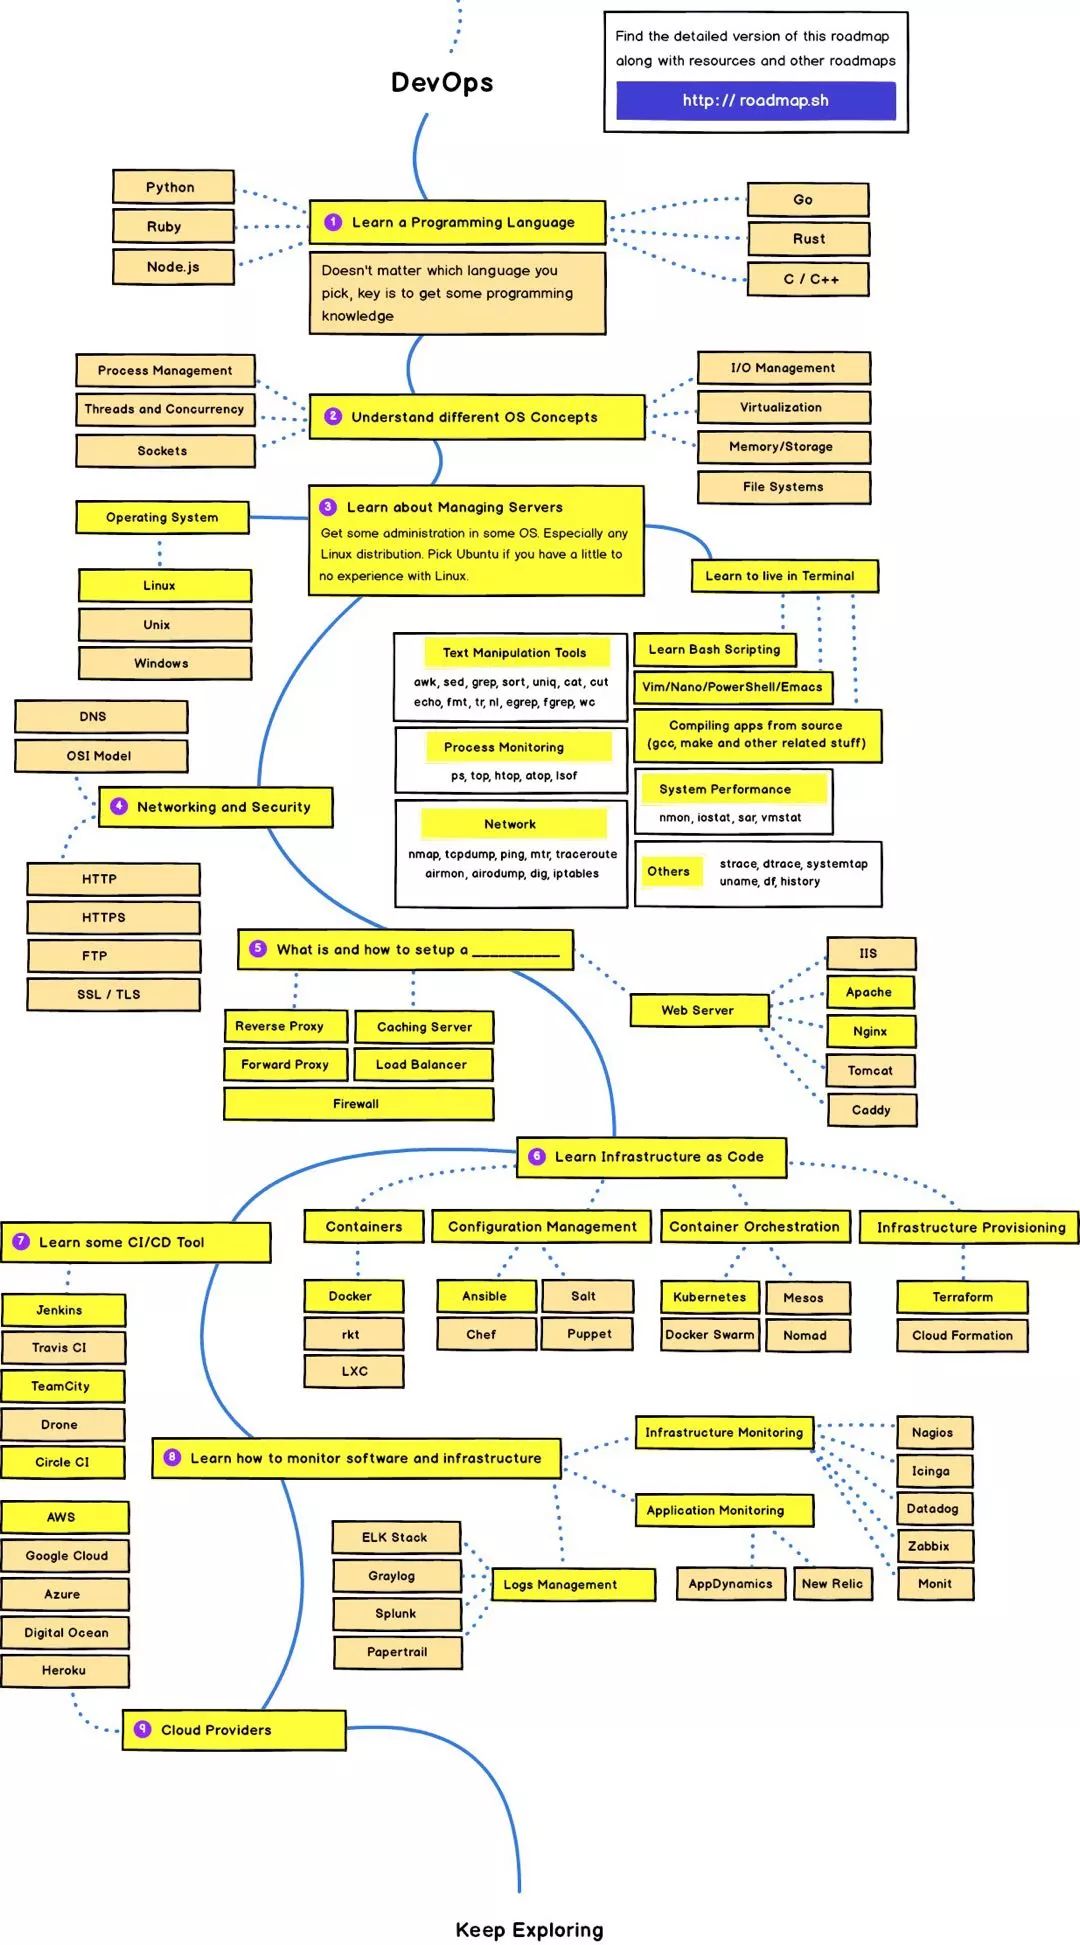 DevOps
Find the detailed version of this roadmap
along with resources and other roadmaps
http:// roadmap.sh
Python
Ruby
Node.js
1 Learn a Programming Language
Doesn't matter which language you
pick, key is to get some programming
knowledge
Go
Rust
C / C++
Process Management
Threads and Concurrency
Sockets
2 Understand different OS Concepts
I/O Management
Virtualization
Memory/Storage
File Systems
Operating System
Linux
Unix
Windows
3 Learn about Managing Servers
Get some administration in some OS. Especially any
Linux distribution. Pick Ubuntu if you have a little to
no experience with Linux.
Learn to live in Terminal
Text Manipulation Tools
awk, sed, grep, sort, uniq, cat, cut
echo, fmt, tr, nl, egrep, fgrep, wc
Process Monitoring
ps, top, htop, atop, lsof
Network
nmap, tcpdump, ping, mtr, traceroute
airmon, airodump, dig, iptables
Learn Bash Scripting
Vim/Nano/PowerShell/Emacs
Compiling apps from source
(gcc, make and other related stuff)
System Performance
nmon, iostat, sar, vmstat
Others
strace, dtrace, systemtap
uname, df, history
DNS
OSI Model
4 Networking and Security
HTTP
HTTPS
FTP
SSL / TLS
5 What is and how to setup a __________
Reverse Proxy
Caching Server
Forward Proxy
Load Balancer
Firewall
Web Server
IIS
Apache
Nginx
Tomcat
Caddy
6 Learn Infrastructure as Code
Containers
Docker
rkt
LXC
Configuration Management
Ansible
Salt
Chef
Puppet
Container Orchestration
Kubernetes
Mesos
Docker Swarm
Nomad
Infrastructure Provisioning
Terraform
Cloud Formation
7 Learn some CI/CD Tool
Jenkins
Travis CI
TeamCity
Drone
Circle CI
8 Learn how to monitor software and infrastructure
Infrastructure Monitoring
Nagios
Icinga
Datadog
Zabbix
Monit
Application Monitoring
AppDynamics
New Relic
Logs Management
ELK Stack
Graylog
Splunk
Papertrail
AWS
Google Cloud
Azure
Digital Ocean
Heroku
9 Cloud Providers
Keep Exploring